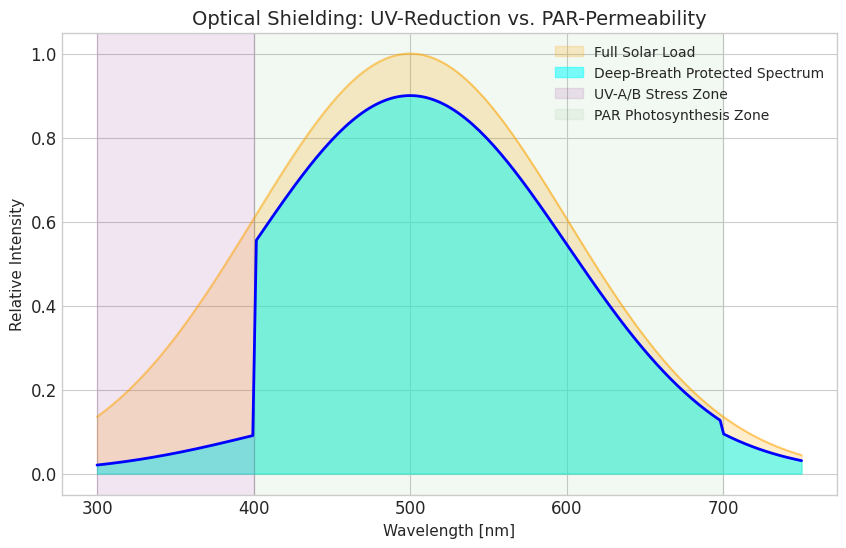 Optical Shielding: UV-Reduction vs. PAR-Permeability
Full Solar Load
Deep-Breath Protected Spectrum
UV-A/B Stress Zone
PAR Photosynthesis Zone
Relative Intensity
1.0
0.8
0.6
0.4
0.2
0.0
300 400 500 600 700
Wavelength [nm]